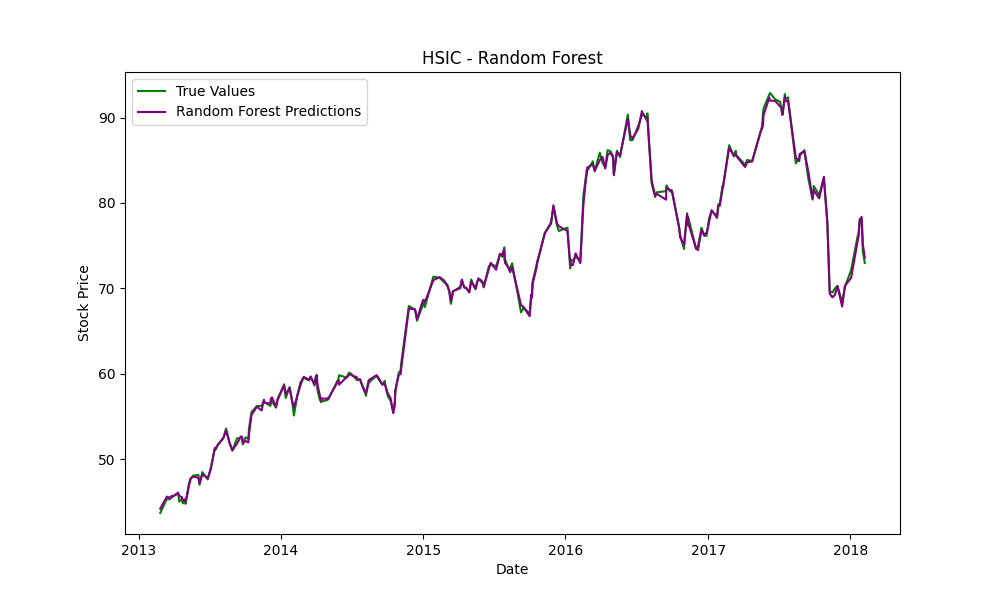 HSIC - Random Forest
True Values
Random Forest Predictions
Stock Price
90
80
70
60
50
2013 2014 2015 2016 2017 2018
Date